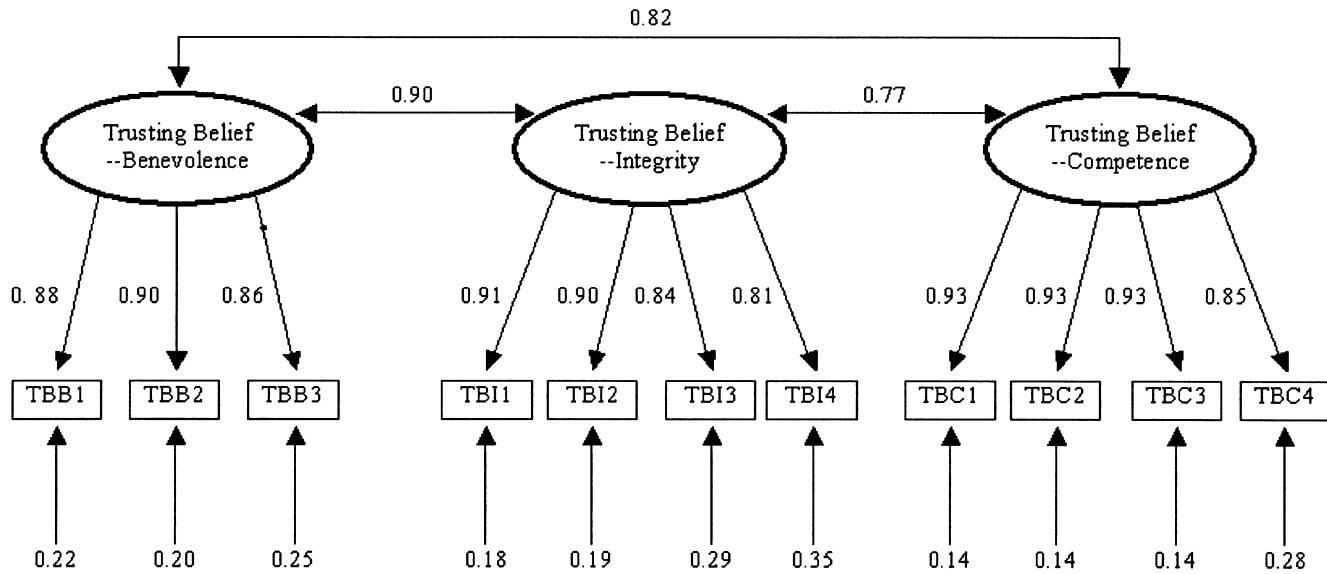 0.82
0.90
0.77
Trusting Belief
--Benevolence
Trusting Belief
--Integrity
Trusting Belief
--Competence
0. 88
0.90
0.86
0.91
0.90
0.84
0.81
0.93
0.93
0.93
0.85
TBB1
TBB2
TBB3
TBI1
TBI2
TBI3
TBI4
TBC1
TBC2
TBC3
TBC4
0.22
0.20
0.25
0.18
0.19
0.29
0.35
0.14
0.14
0.14
0.28